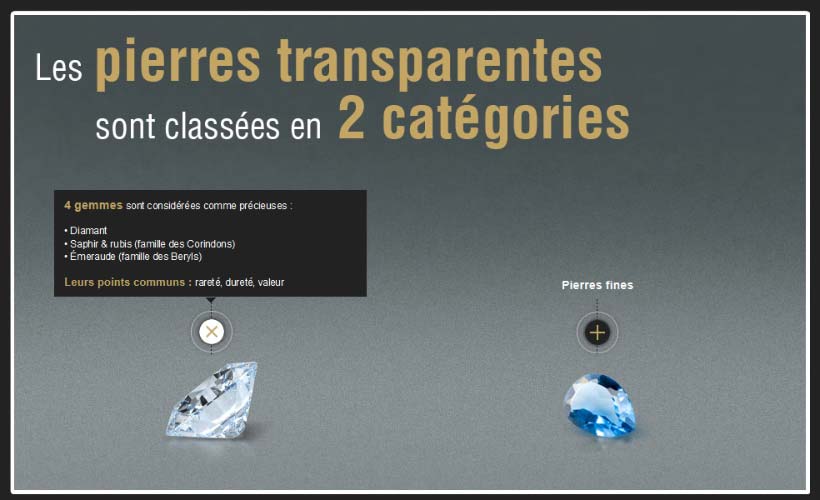 Les pierres transparentes
sont classées en 2 catégories
4 gemmes sont considérées comme précieuses :
• Diamant
• Saphir & rubis (famille des Corindons)
• Émeraude (famille des Beryls)
Leurs points communs : rareté, dureté, valeur
Pierres fines